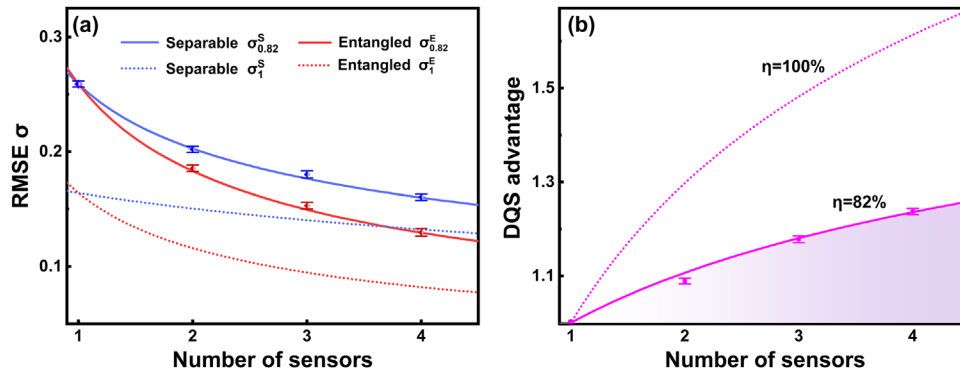 (a)
Separable σ^S_0.82
Entangled σ^E_0.82
Separable σ^S_1
Entangled σ^E_1
RMSE σ
0.3
0.2
0.1
1 2 3 4
Number of sensors
(b)
η=100%
η=82%
DQS advantage
1.5
1.3
1.1
1 2 3 4
Number of sensors